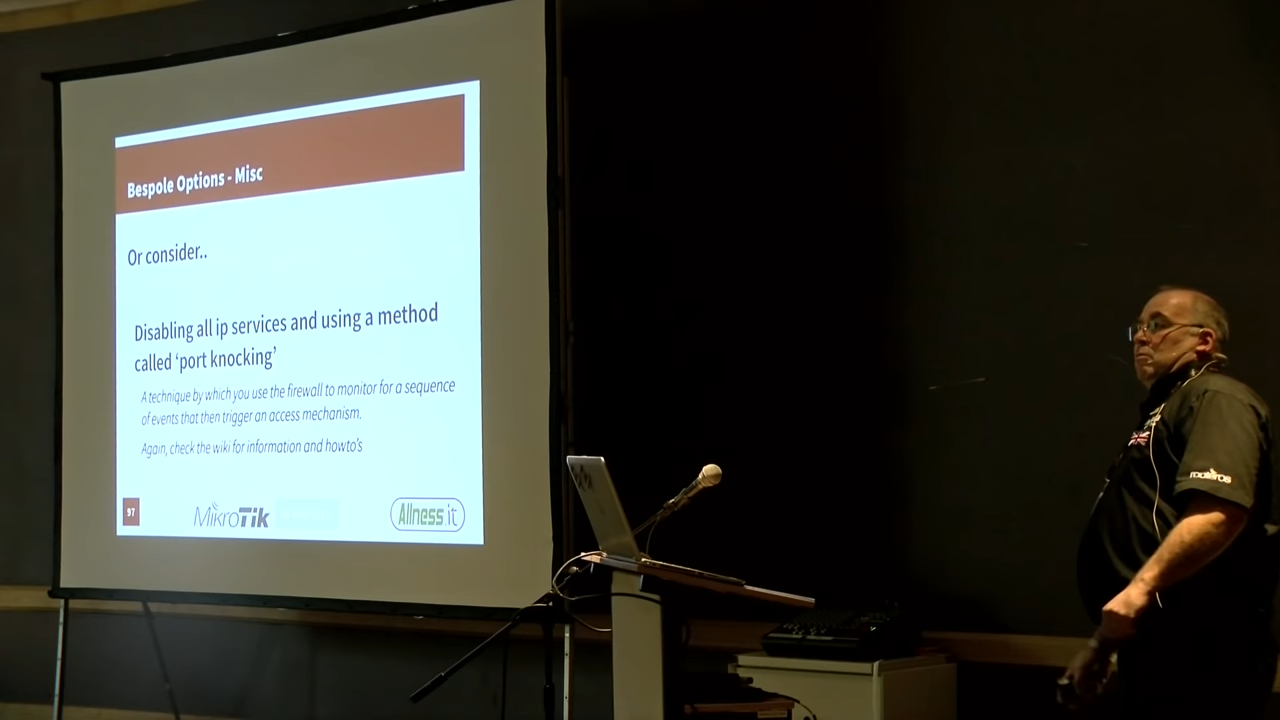 Bespole Options - Misc
Or consider..
Disabling all ip services and using a method
called ‘port knocking’
A technique by which you use the firewall to monitor for a sequence
of events that then trigger an access mechanism.
Again, check the wiki for information and howto's
97
MikroTik
Allness.it
routeros